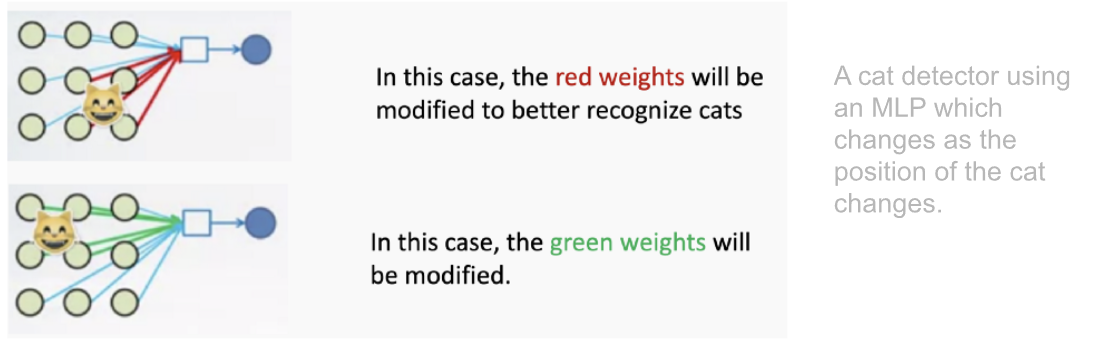 In this case, the red weights will be
modified to better recognize cats
In this case, the green weights will
be modified.
A cat detector using
an MLP which
changes as the
position of the cat
changes.